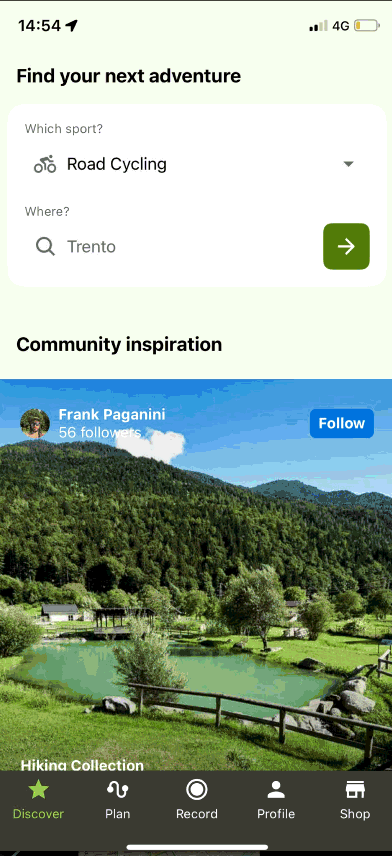 14:54
4G
Find your next adventure
Which sport?
Road Cycling
Where?
Trento
Community inspiration
Frank Paganini
56 followers
Follow
Hiking Collection
Discover
Plan
Record
Profile
Shop